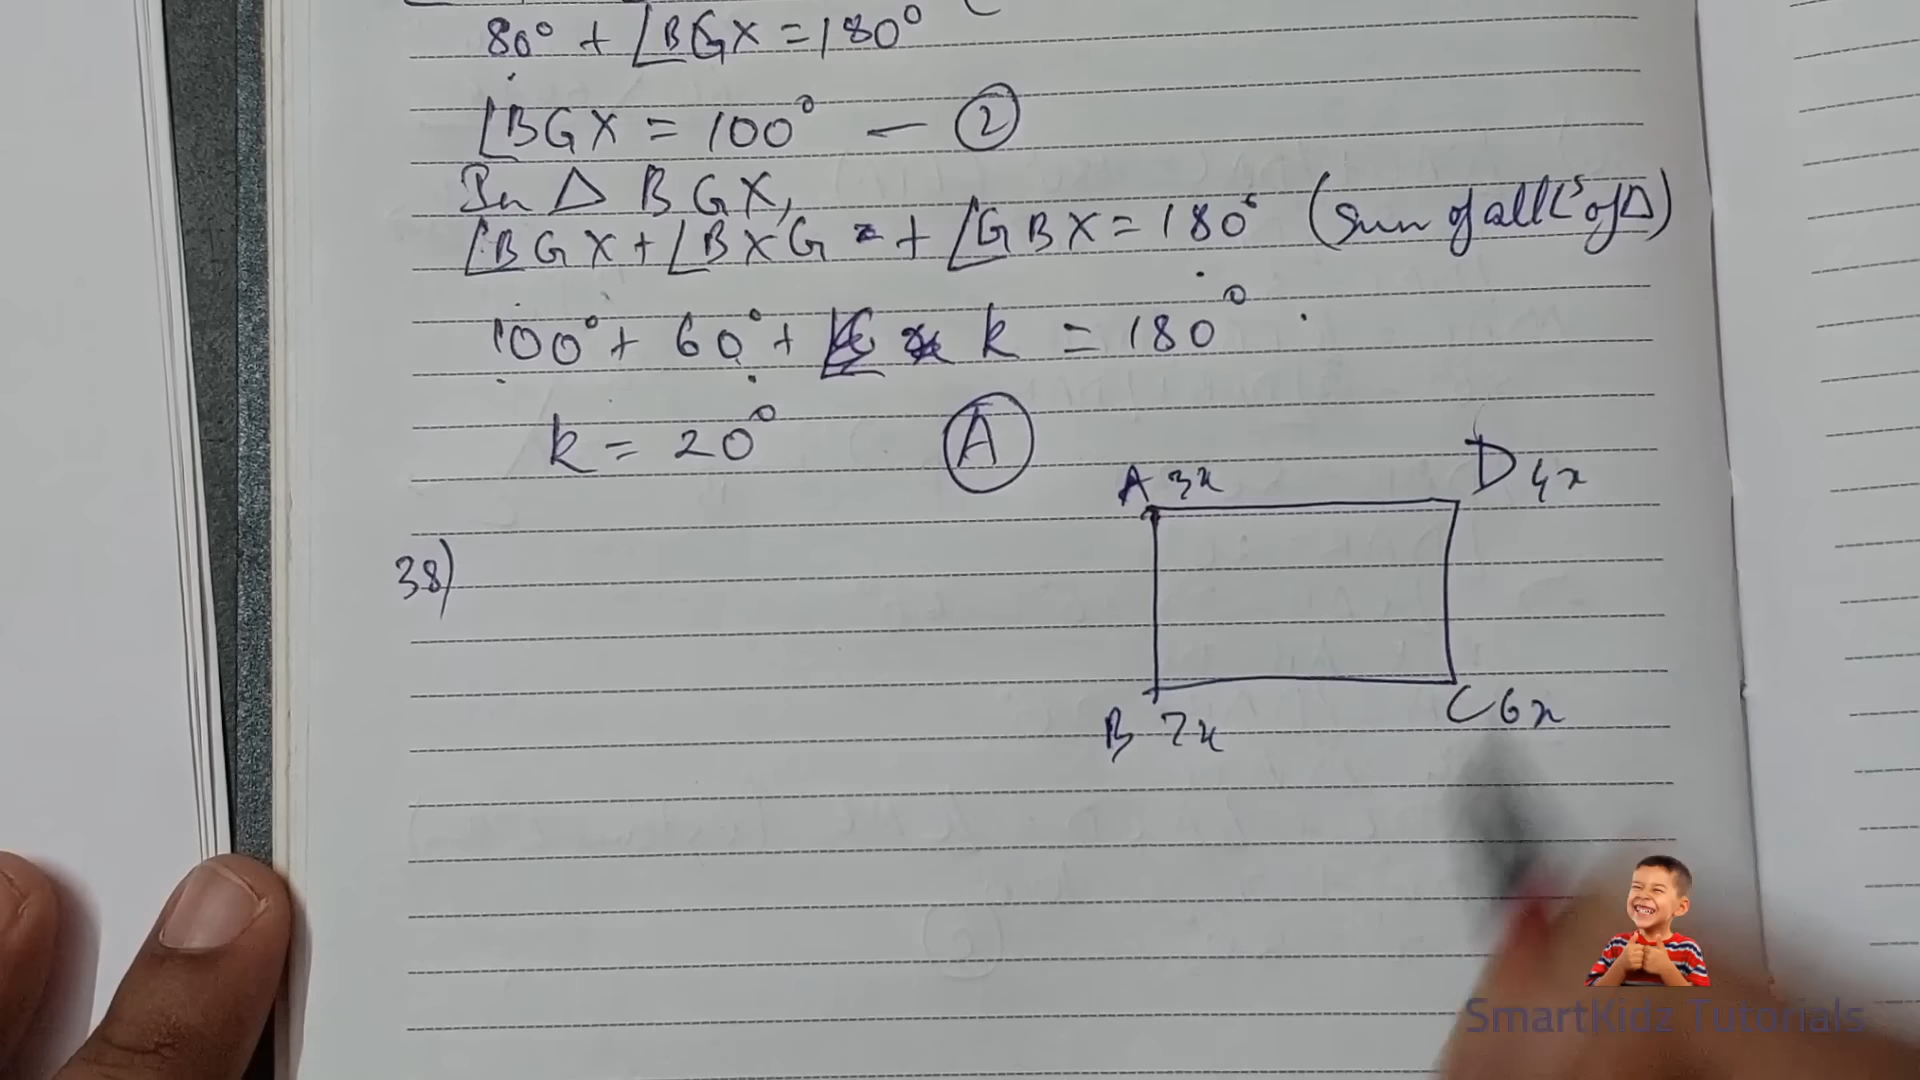 80° + ∠BGX = 180°
∠BGX = 100° — ②
In Δ BGX,
∠BGX + ∠BXG + ∠GBX = 180° (Sum of all ∠s of Δ)
100° + 60° + k = 180°
k = 20° Ⓐ
A 3x D 4x
38)
B 7x C 6x
SmartKidz Tutorials